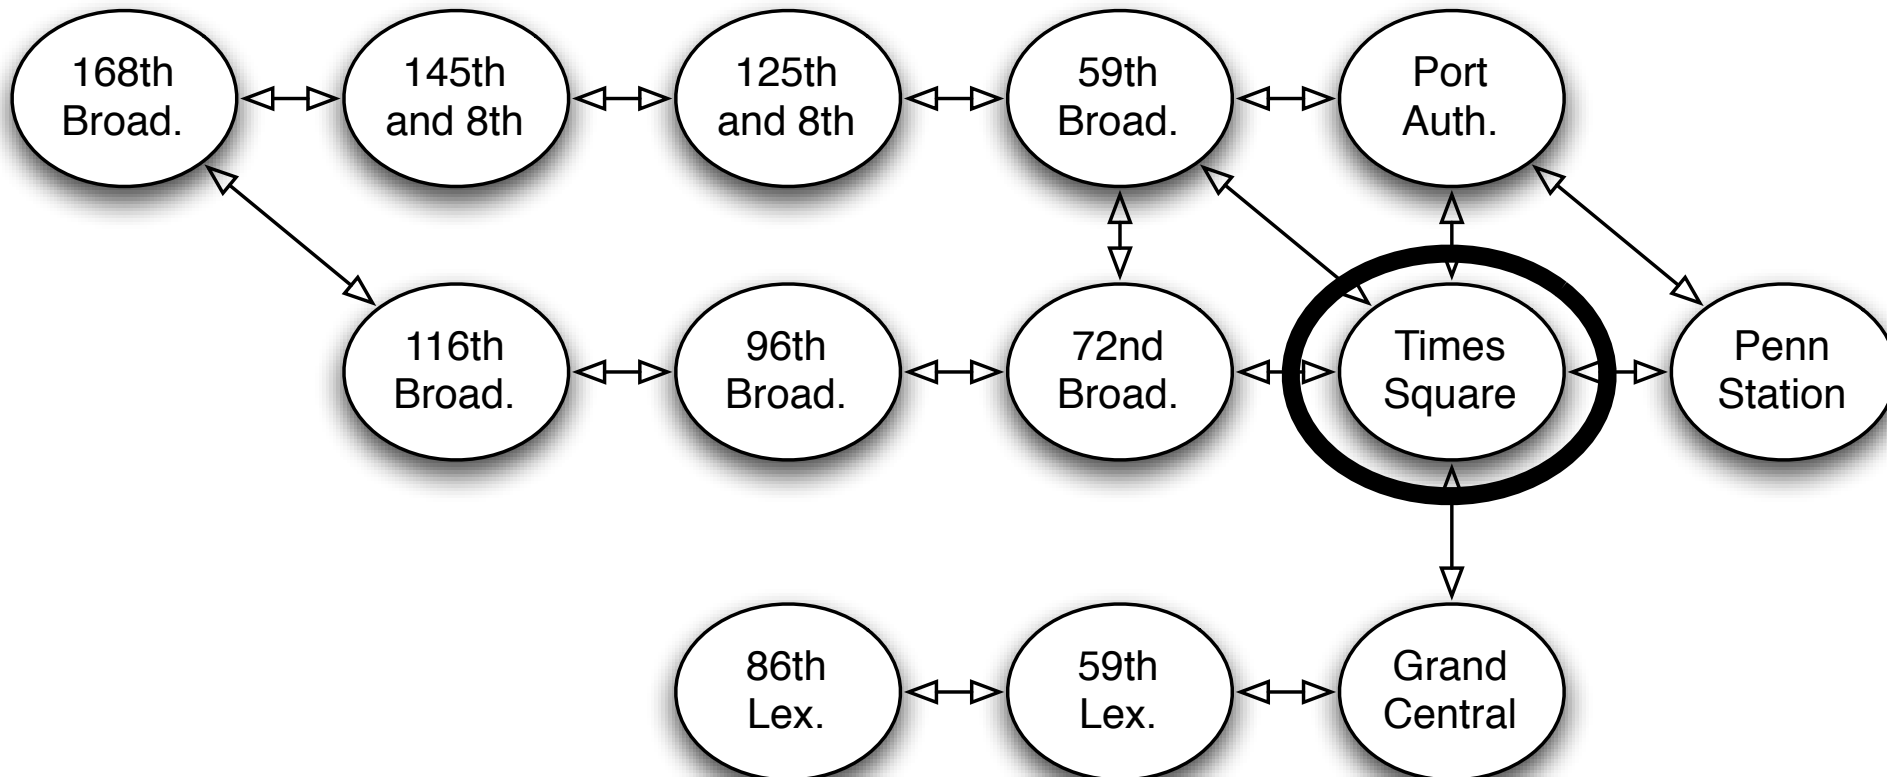 168th
Broad.
145th
and 8th
125th
and 8th
59th
Broad.
Port
Auth.
116th
Broad.
96th
Broad.
72nd
Broad.
Times
Square
Penn
Station
86th
Lex.
59th
Lex.
Grand
Central